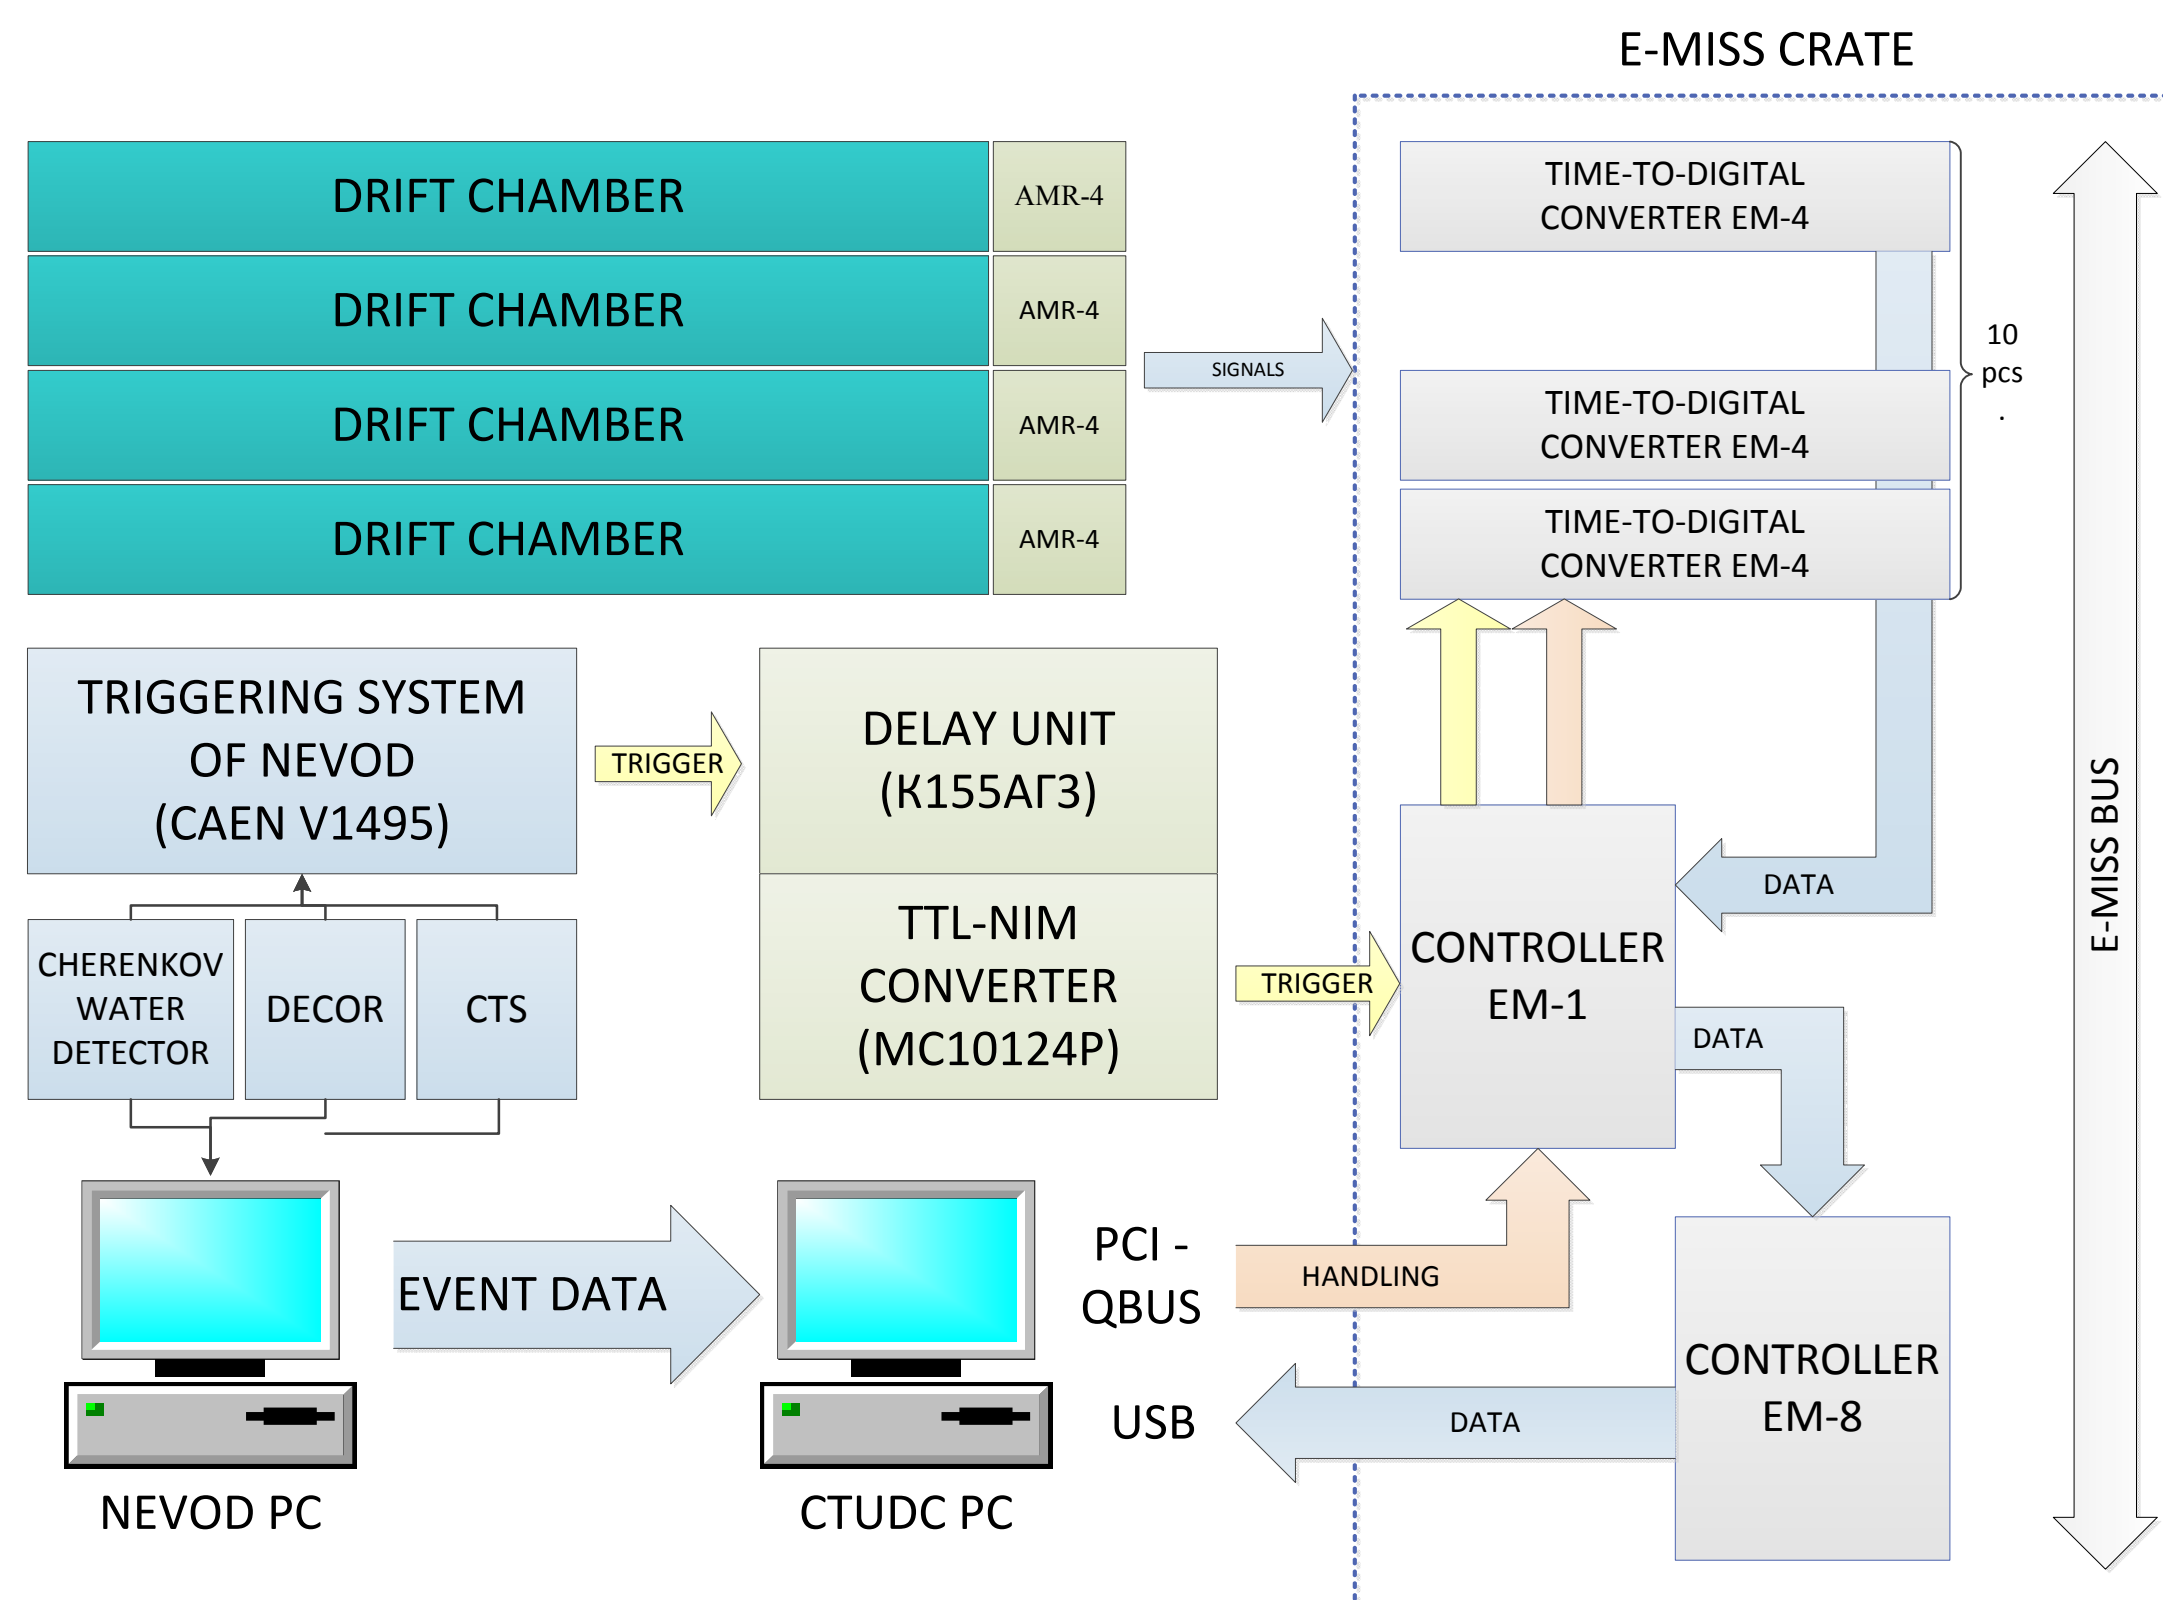 E-MISS CRATE
DRIFT CHAMBER
AMR-4
DRIFT CHAMBER
AMR-4
DRIFT CHAMBER
AMR-4
DRIFT CHAMBER
AMR-4
SIGNALS
TIME-TO-DIGITAL
CONVERTER EM-4
TIME-TO-DIGITAL
CONVERTER EM-4
TIME-TO-DIGITAL
CONVERTER EM-4
10
pcs
.
E-MISS BUS
TRIGGERING SYSTEM
OF NEVOD
(CAEN V1495)
TRIGGER
DELAY UNIT
(К155АГ3)
TTL-NIM
CONVERTER
(MC10124P)
TRIGGER
CONTROLLER
EM-1
DATA
DATA
CHERENKOV
WATER
DETECTOR
DECOR
CTS
EVENT DATA
PCI -
QBUS
HANDLING
USB
DATA
CONTROLLER
EM-8
NEVOD PC
CTUDC PC